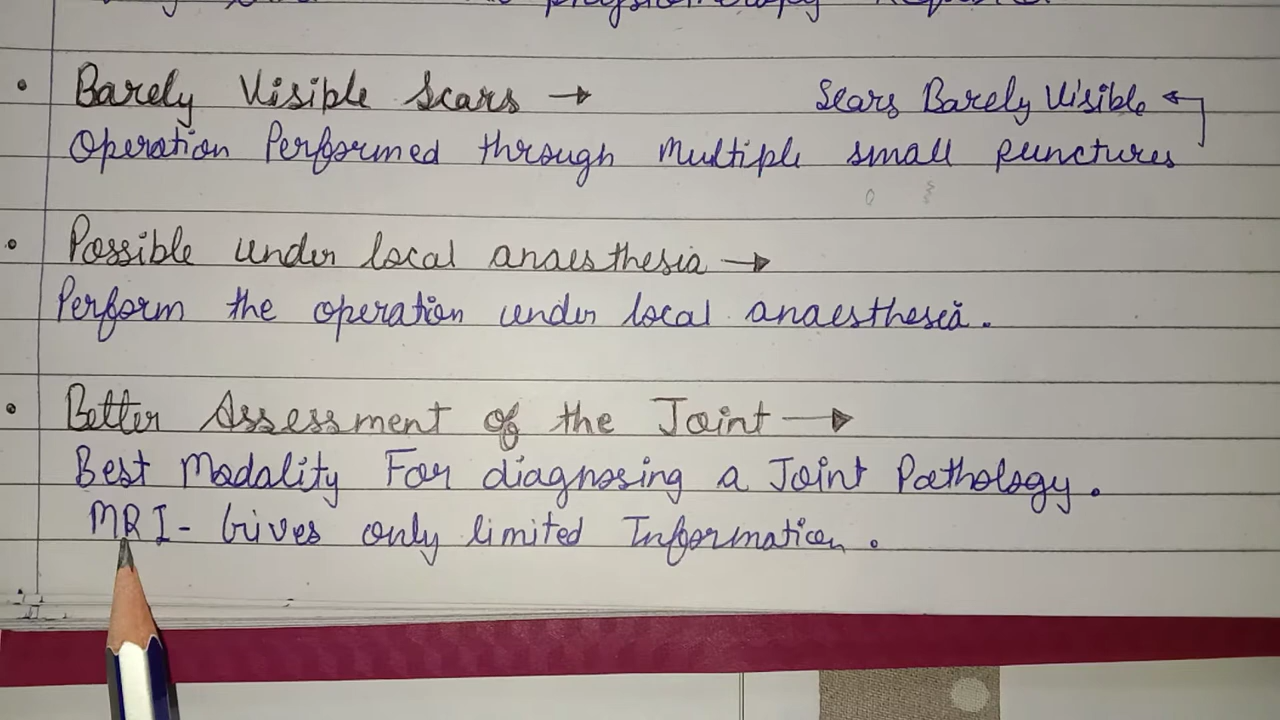 physiotherapy
• Barely Visible Scars → Scars Barely Visible ←
Operation Performed through multiple small punctures
• Possible under local anaesthesia →
Perform the operation under local anaesthesia.
• Better Assessment of the Joint →
Best Modality For diagnosing a Joint Pathology.
MRI - Gives only limited Information.